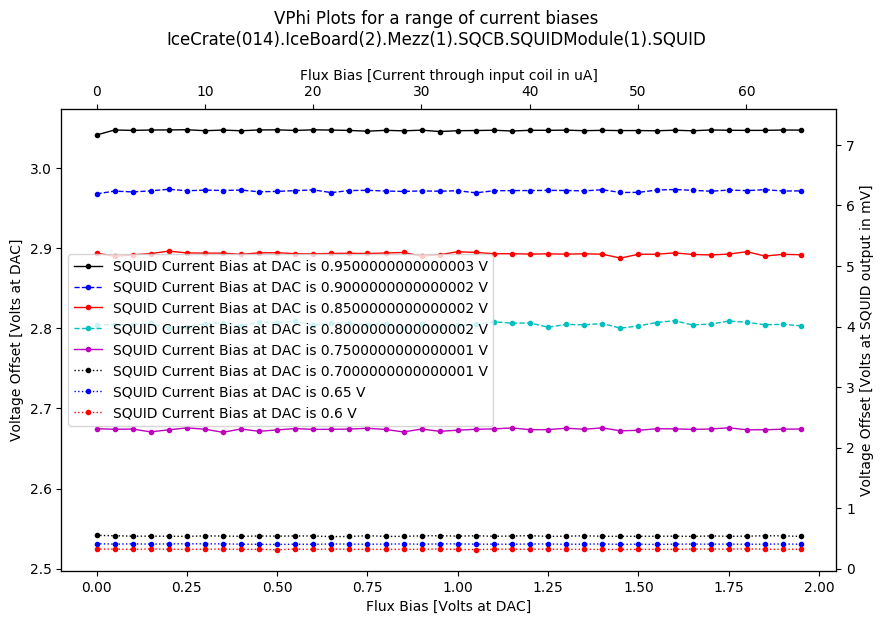 VPhi Plots for a range of current biases
IceCrate(014).IceBoard(2).Mezz(1).SQCB.SQUIDModule(1).SQUID
Flux Bias [Current through input coil in uA]
0 10 20 30 40 50 60
Voltage Offset [Volts at DAC]
3.0
2.9
2.8
2.7
2.6
2.5
SQUID Current Bias at DAC is 0.9500000000000003 V
SQUID Current Bias at DAC is 0.9000000000000002 V
SQUID Current Bias at DAC is 0.8500000000000002 V
SQUID Current Bias at DAC is 0.8000000000000002 V
SQUID Current Bias at DAC is 0.7500000000000001 V
SQUID Current Bias at DAC is 0.7000000000000001 V
SQUID Current Bias at DAC is 0.65 V
SQUID Current Bias at DAC is 0.6 V
7
6
5
4
3
2
1
0
Voltage Offset [Volts at SQUID output in mV]
0.00 0.25 0.50 0.75 1.00 1.25 1.50 1.75 2.00
Flux Bias [Volts at DAC]